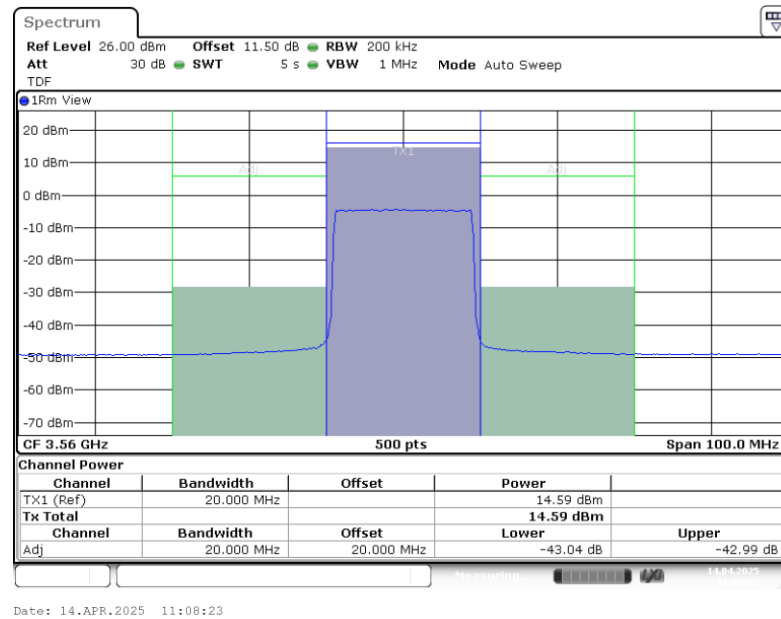 Spectrum
Ref Level 26.00 dBm Offset 11.50 dB RBW 200 kHz
Att 30 dB SWT 5 s VBW 1 MHz Mode Auto Sweep
TDF
1Rm View
20 dBm
TX1
Adj Adj
10 dBm
0 dBm
-10 dBm
-20 dBm
-30 dBm
-40 dBm
-50 dBm
-60 dBm
-70 dBm
CF 3.56 GHz 500 pts Span 100.0 MHz
Channel Power
Channel Bandwidth Offset Power
TX1 (Ref) 20.000 MHz 14.59 dBm
Tx Total 14.59 dBm
Channel Bandwidth Offset Lower Upper
Adj 20.000 MHz 20.000 MHz -43.04 dB -42.99 dB
Measuring... LXI 14.04.2025
Date: 14.APR.2025 11:08:23